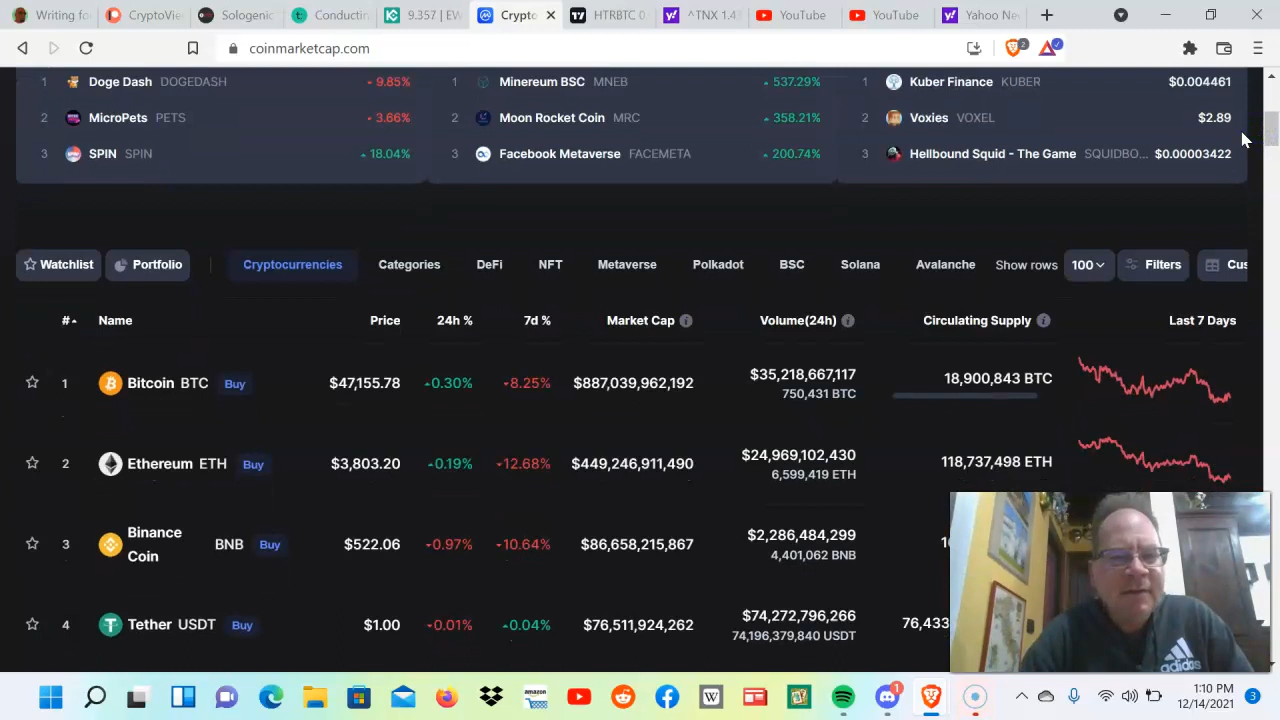 Writing for
CryptoView
Sologenic
Conductin
9.357 | EW
Crypto
HTRBTC 0
^TNX 1.4
YouTube
YouTube
Yahoo Ne
coinmarketcap.com
2
1 Doge Dash DOGEDASH 9.85%
1 Minereum BSC MNEB 537.29%
1 Kuber Finance KUBER $0.004461
2 MicroPets PETS 3.66%
2 Moon Rocket Coin MRC 358.21%
2 Voxies VOXEL $2.89
3 SPIN SPIN 18.04%
3 Facebook Metaverse FACEMETA 200.74%
3 Hellbound Squid - The Game SQUIDBO... $0.00003422
Watchlist Portfolio Cryptocurrencies Categories DeFi NFT Metaverse Polkadot BSC Solana Avalanche Show rows 100 Filters Cus
# Name Price 24h % 7d % Market Cap Volume(24h) Circulating Supply Last 7 Days
1 Bitcoin BTC Buy $47,155.78 0.30% 8.25% $887,039,962,192 $35,218,667,117 18,900,843 BTC
750,431 BTC
2 Ethereum ETH Buy $3,803.20 0.19% 12.68% $449,246,911,490 $24,969,102,430 118,737,498 ETH
6,599,419 ETH
3 Binance Coin BNB Buy $522.06 0.97% 10.64% $86,658,215,867 $2,286,484,299
4,401,062 BNB
4 Tether USDT Buy $1.00 0.01% 0.04% $76,511,924,262 $74,272,796,266 76,433
74,196,379,840 USDT
adidas
amazon
W
1
1:10 PM
12/14/2021
3